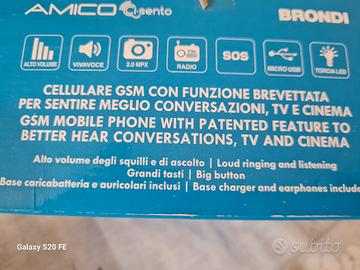 AMICO Ci sento BRONDI
ALTO VOLUME VIVAVOCE 2.0 MPX RADIO SOS MICRO USB TORCIA LED
CELLULARE GSM CON FUNZIONE BREVETTATA
PER SENTIRE MEGLIO CONVERSAZIONI, TV E CINEMA
GSM MOBILE PHONE WITH PATENTED FEATURE TO
BETTER HEAR CONVERSATIONS, TV AND CINEMA
Alto volume degli squilli e di ascolto | Loud ringing and listening
Grandi tasti | Big button
Base caricabatteria e auricolari inclusi | Base charger and earphones include
Galaxy S20 FE
subito